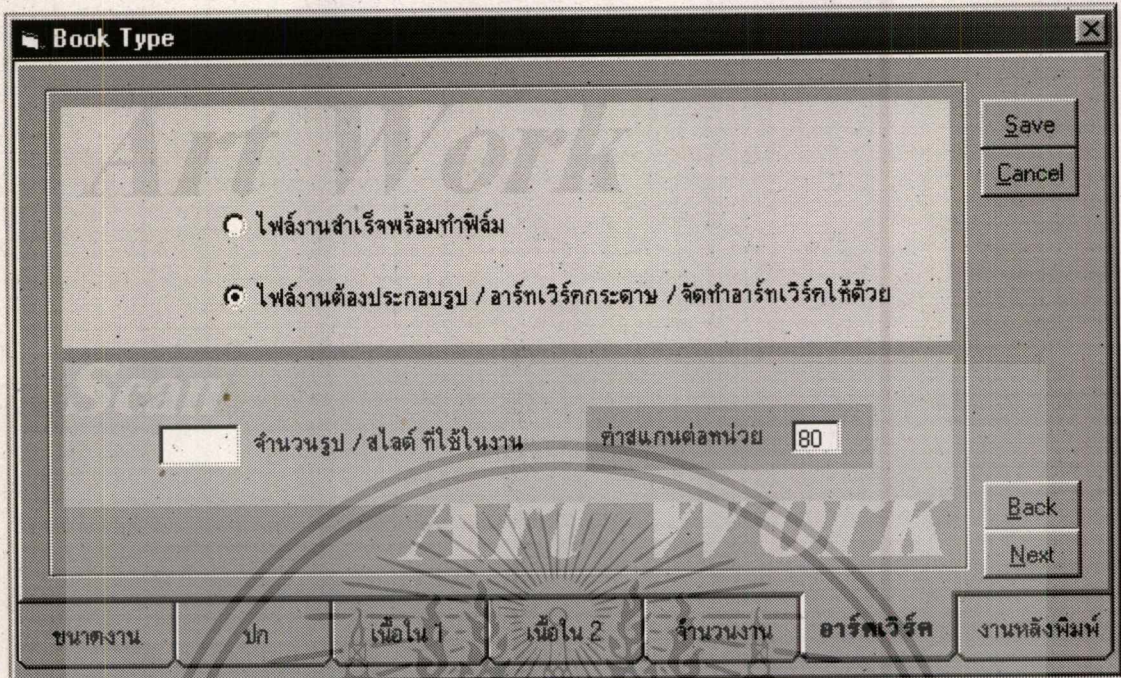 Book Type
Art Work
Save
Cancel
ไฟล์งานสำเร็จพร้อมทำฟิล์ม
ไฟล์งานต้องประกอบรูป / อาร์ทเวิร์คกระดาษ / จัดทำอาร์ทเวิร์คให้ด้วย
Scan
จำนวนรูป / สไลด์ ที่ใช้ในงาน ค่าสแกนต่อหน่วย 80
Art Work
Back
Next
ขนาดงาน ปก เนื้อใน 1 เนื้อใน 2 จำนวนงาน อาร์ตเวิร์ค งานหลังพิมพ์